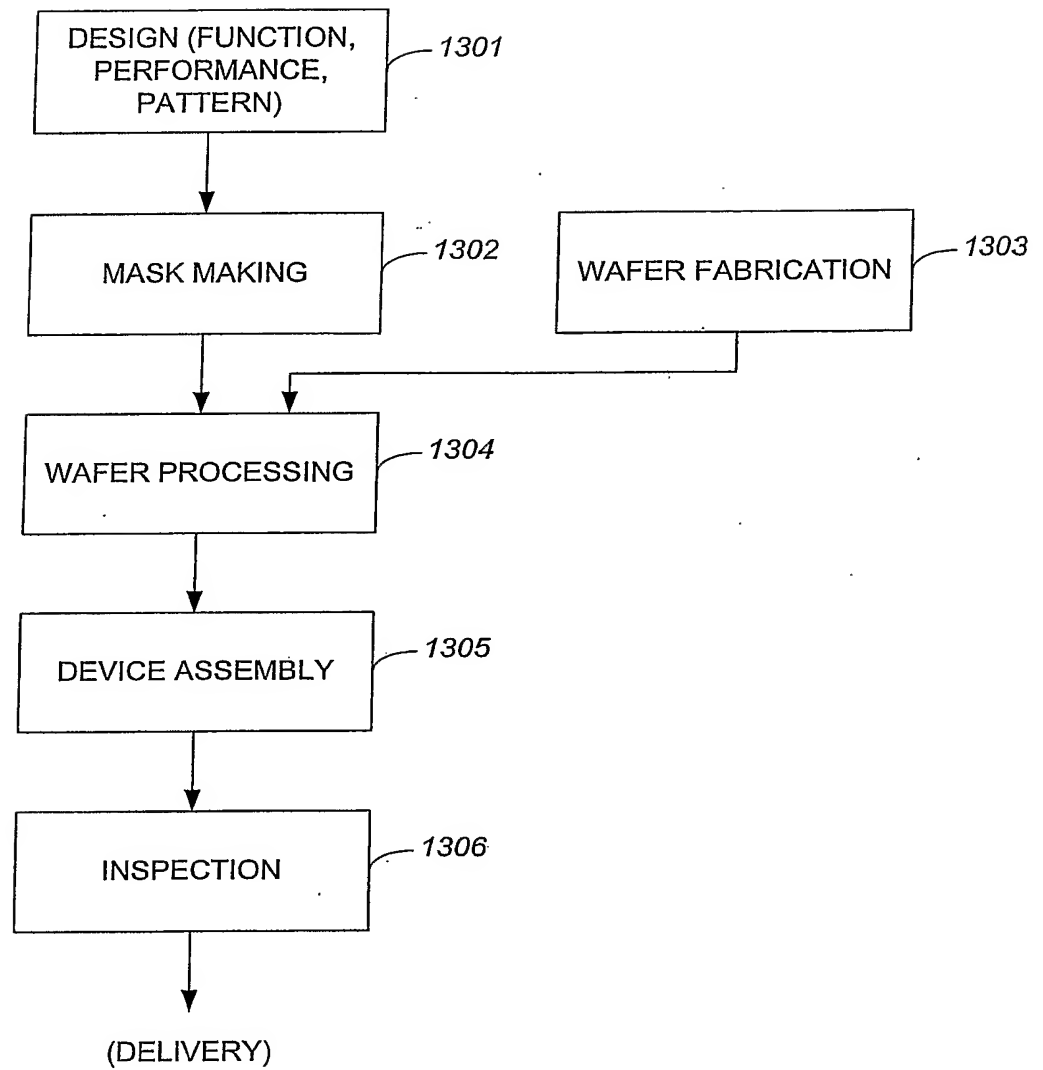 DESIGN (FUNCTION,
PERFORMANCE,
PATTERN)
1301
MASK MAKING
1302
WAFER FABRICATION
1303
WAFER PROCESSING
1304
DEVICE ASSEMBLY
1305
INSPECTION
1306
(DELIVERY)